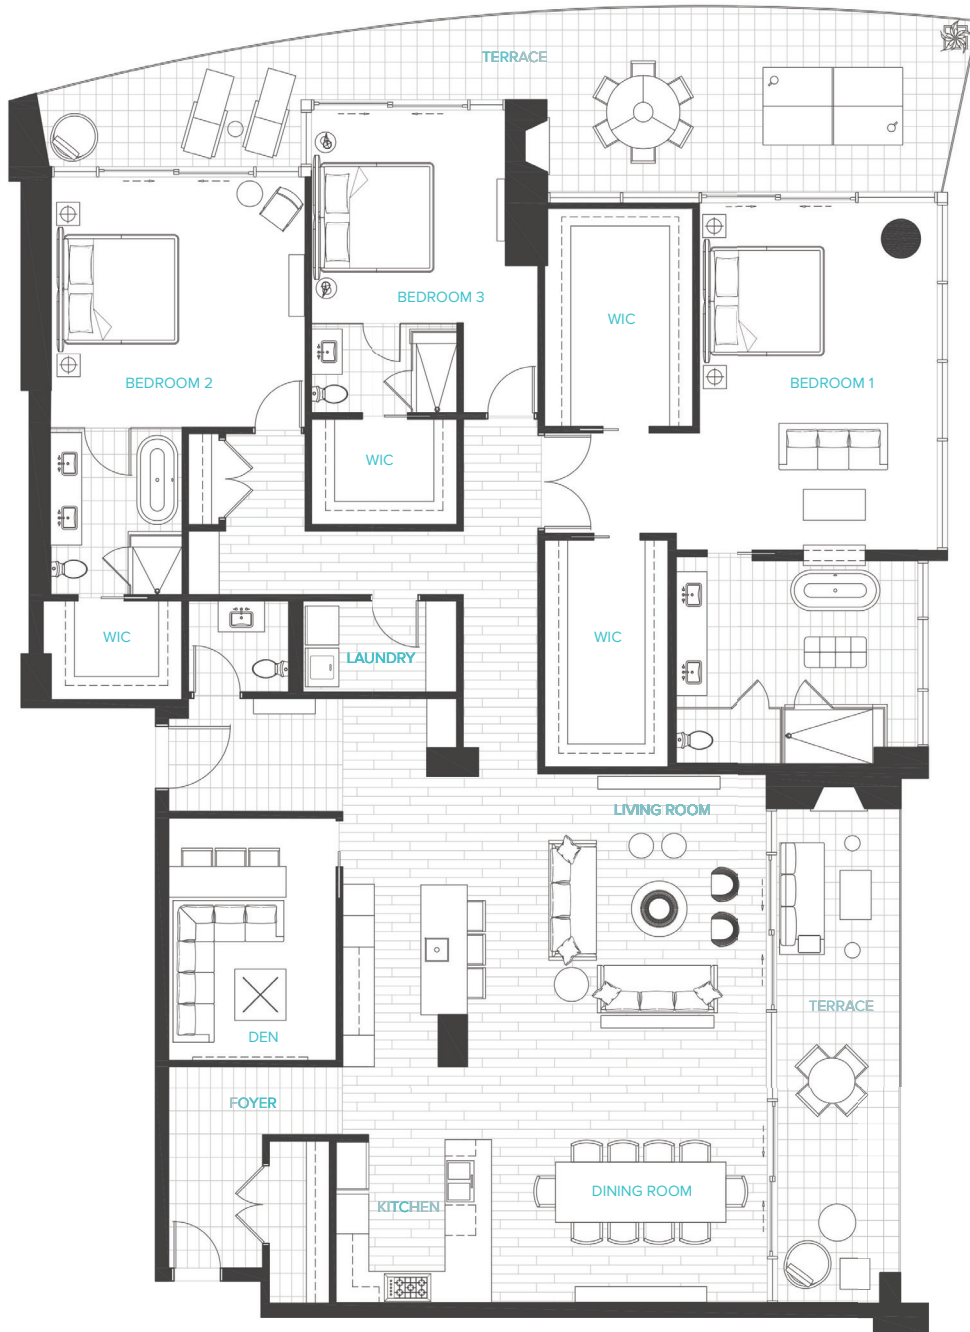 TERRACE
BEDROOM 3
WIC
BEDROOM 2
BEDROOM 1
WIC
WIC
WIC
LAUNDRY
LIVING ROOM
TERRACE
DEN
FOYER
DINING ROOM
KITCHEN